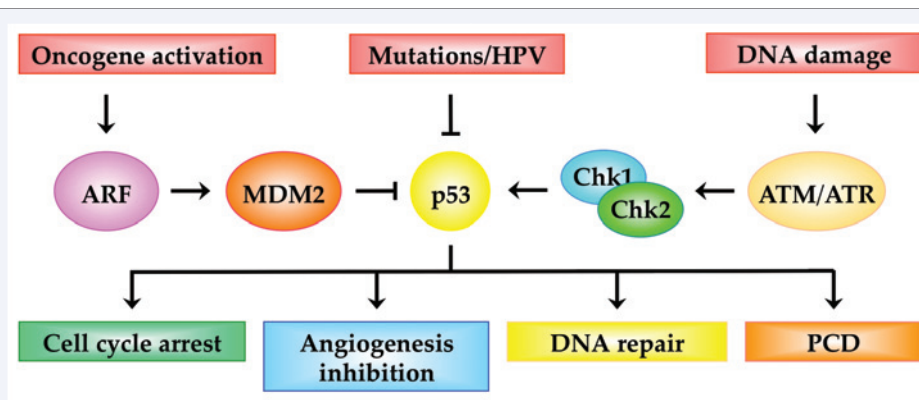 Oncogene activation
Mutations/HPV
DNA damage
ARF
MDM2
p53
Chk1
Chk2
ATM/ATR
Cell cycle arrest
Angiogenesis
inhibition
DNA repair
PCD